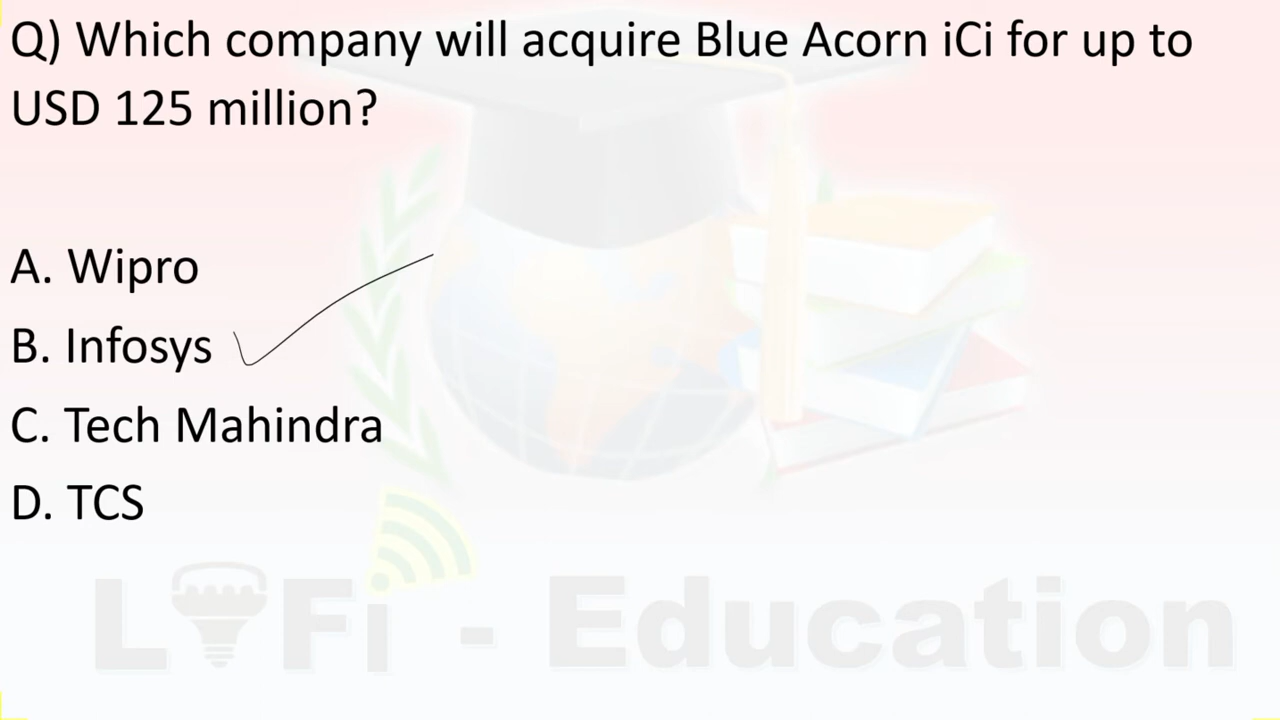 Q) Which company will acquire Blue Acorn iCi for up to
USD 125 million?
A. Wipro
B. Infosys
C. Tech Mahindra
D. TCS
LiFi - Education